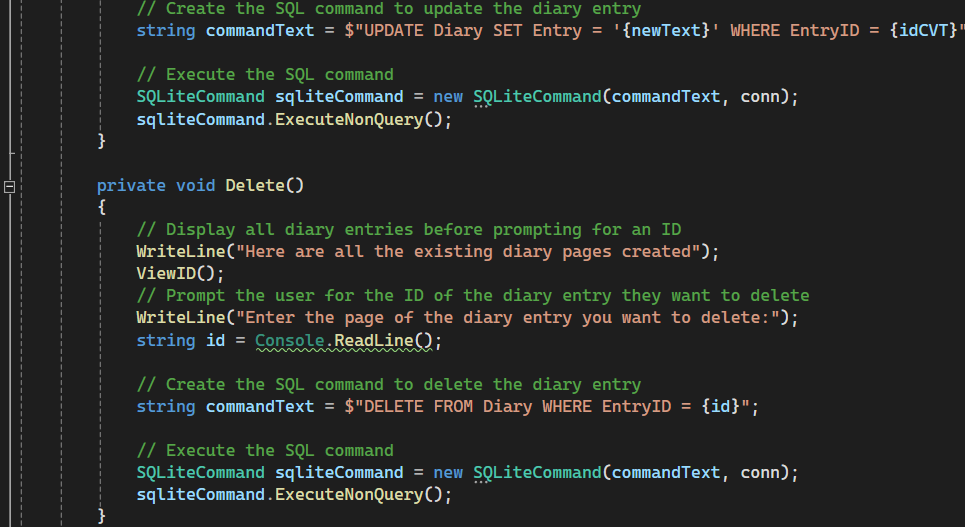 // Create the SQL command to update the diary entry
string commandText = $"UPDATE Diary SET Entry = '{newText}' WHERE EntryID = {idCVT}"
// Execute the SQL command
SQLiteCommand sqliteCommand = new SQLiteCommand(commandText, conn);
sqliteCommand.ExecuteNonQuery();
}
private void Delete()
{
// Display all diary entries before prompting for an ID
WriteLine("Here are all the existing diary pages created");
ViewID();
// Prompt the user for the ID of the diary entry they want to delete
WriteLine("Enter the page of the diary entry you want to delete:");
string id = Console.ReadLine();
// Create the SQL command to delete the diary entry
string commandText = $"DELETE FROM Diary WHERE EntryID = {id}";
// Execute the SQL command
SQLiteCommand sqliteCommand = new SQLiteCommand(commandText, conn);
sqliteCommand.ExecuteNonQuery();
}